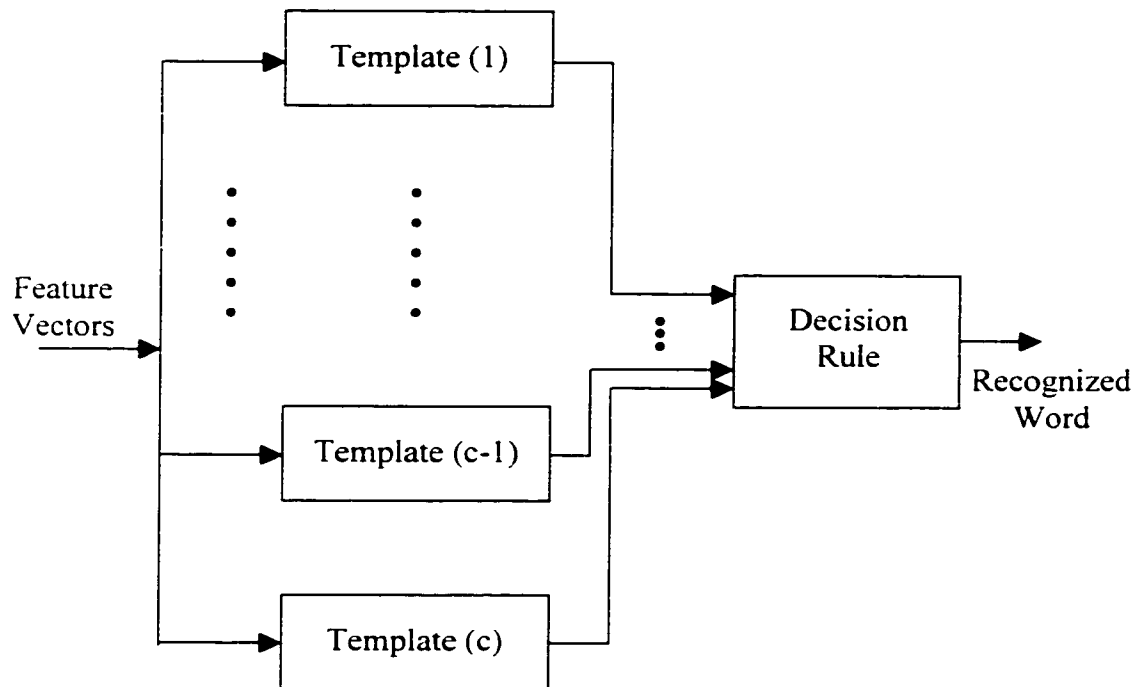 Template (1)
Feature
Vectors
Decision
Rule
Recognized
Word
Template (c-1)
Template (c)